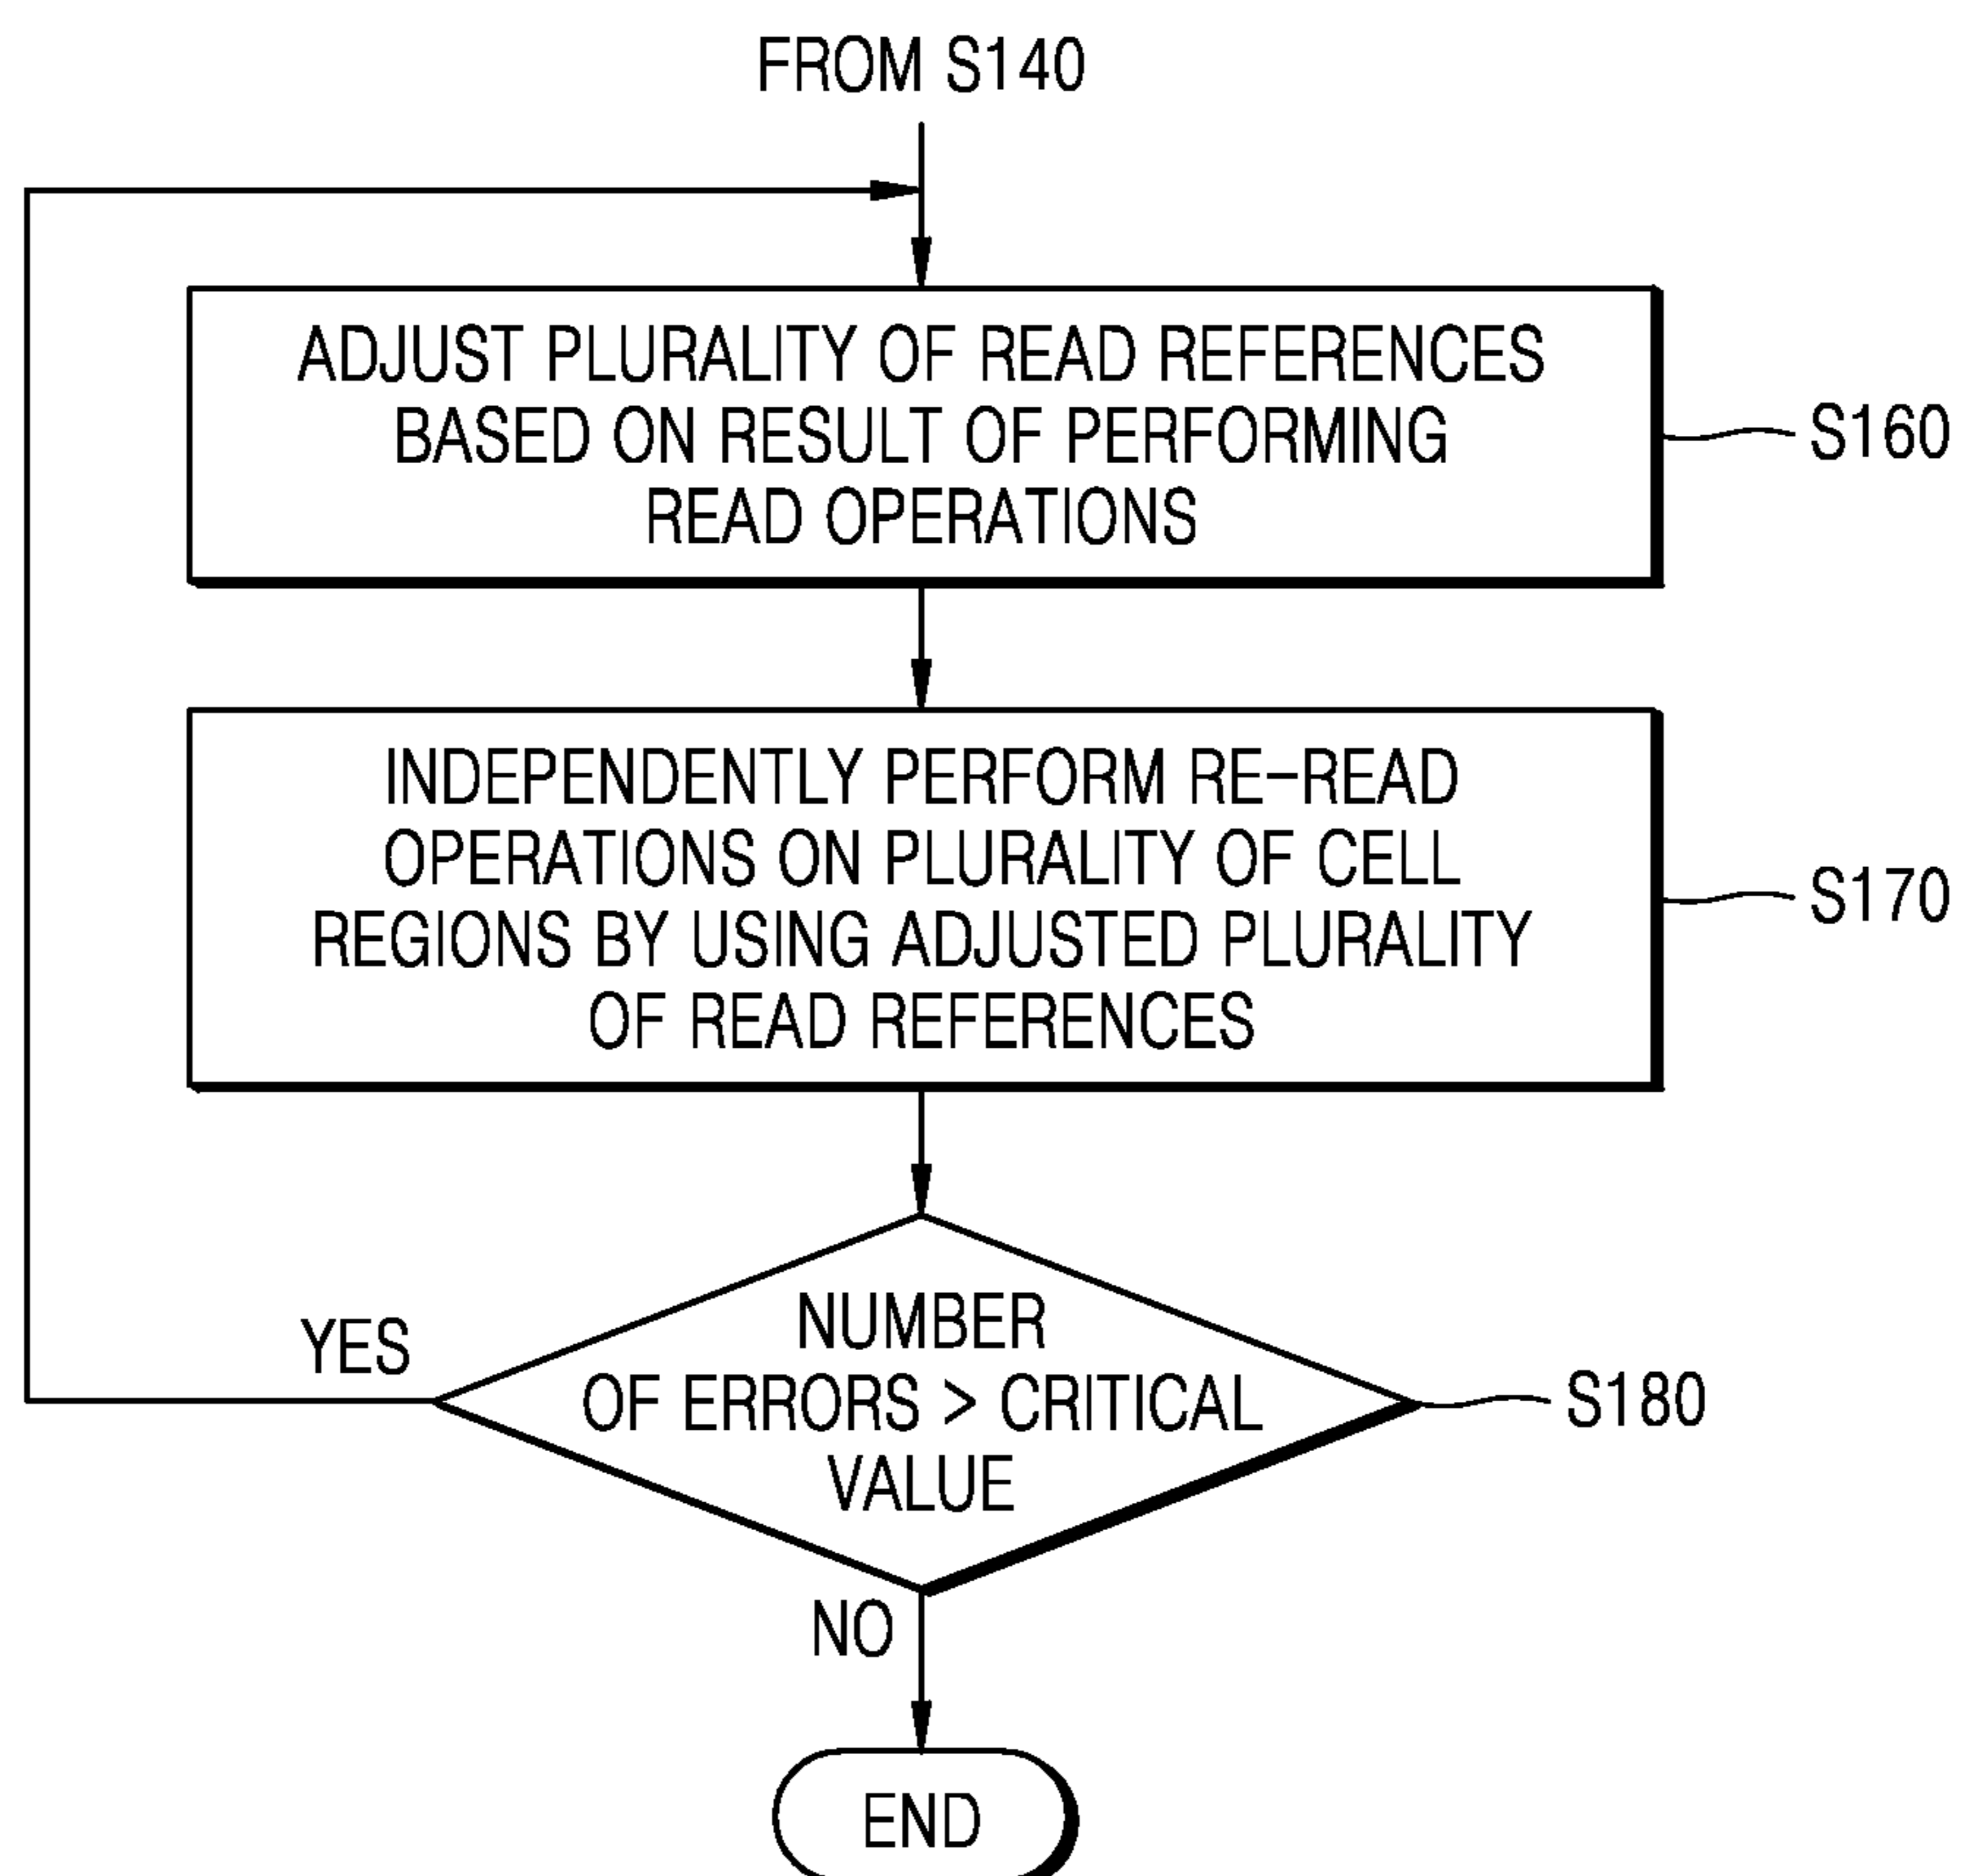 FROM S140
ADJUST PLURALITY OF READ REFERENCES
BASED ON RESULT OF PERFORMING
READ OPERATIONS
S160
INDEPENDENTLY PERFORM RE-READ
OPERATIONS ON PLURALITY OF CELL
REGIONS BY USING ADJUSTED PLURALITY
OF READ REFERENCES
S170
YES
NUMBER
OF ERRORS > CRITICAL
VALUE
S180
NO
END